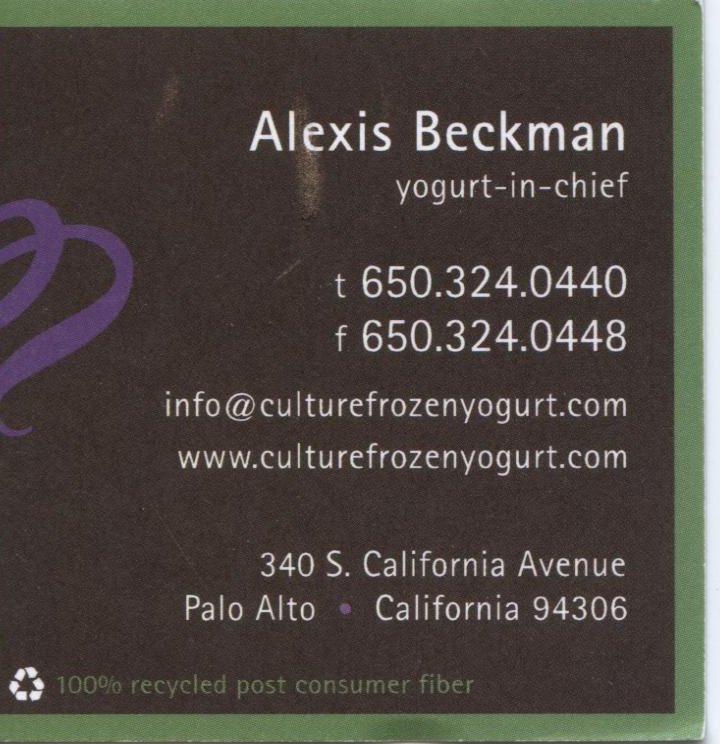 Alexis Beckman
yogurt-in-chief
t 650.324.0440
f 650.324.0448
info@culturefrozenyogurt.com
www.culturefrozenyogurt.com
340 S. California Avenue
Palo Alto • California 94306
100% recycled post consumer fiber